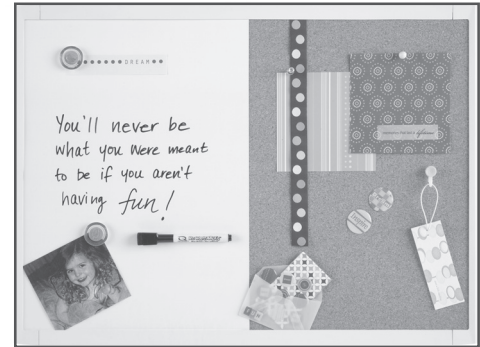 DREAM
You'll never be
what you were meant
to be if you aren't
having fun!